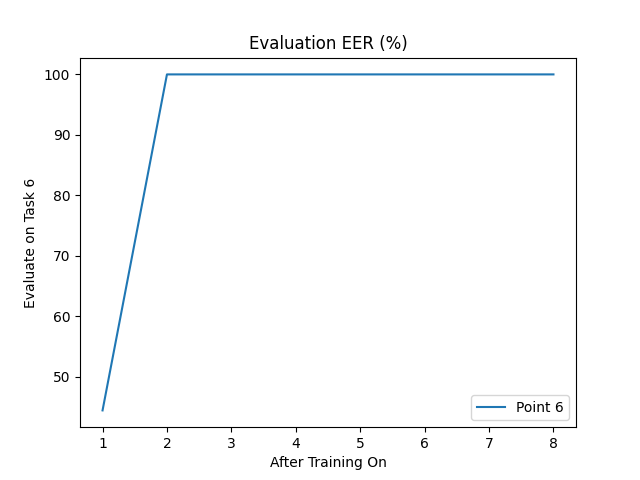 Evaluation EER (%)
100
90
80
70
60
50
Evaluate on Task 6
Point 6
1 2 3 4 5 6 7 8
After Training On